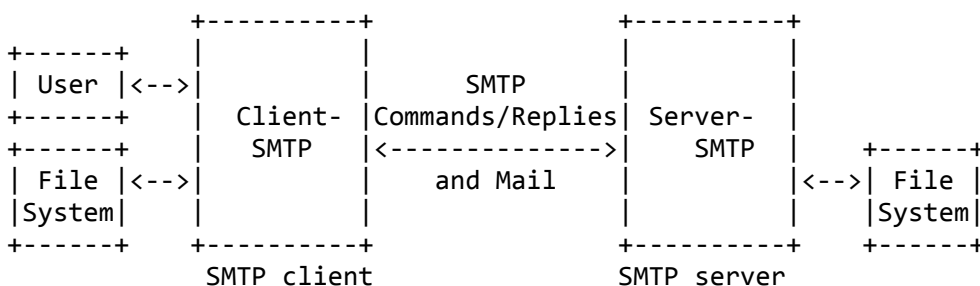 +----------+                +----------+
+------+    |          |                |          |
| User |<-->|          |      SMTP      |          |
+------+    |  Client- |Commands/Replies| Server-  |
+------+    |   SMTP   |<-------------->|    SMTP  |    +------+
| File |<-->|          |    and Mail    |          |<-->| File |
|System|    |          |                |          |    |System|
+------+    +----------+                +----------+    +------+
SMTP client                SMTP server